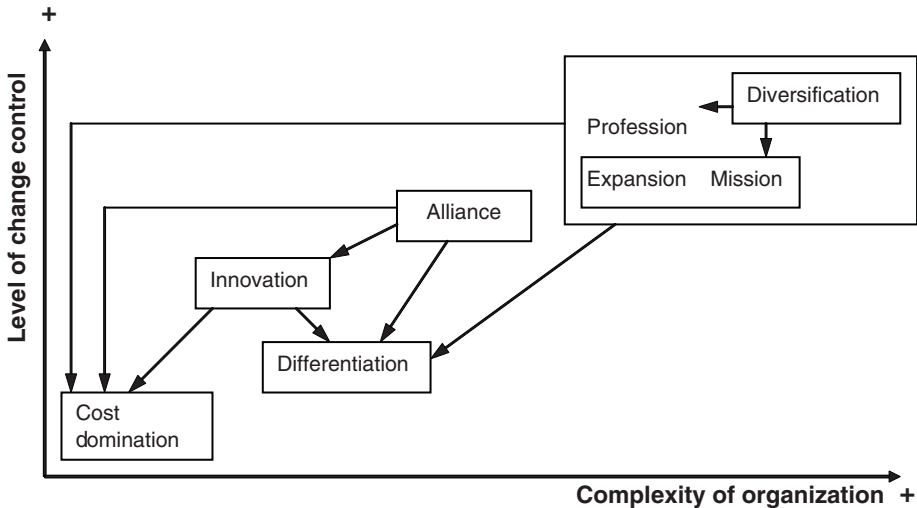 +
Level of change control
Diversification
Profession
Expansion Mission
Alliance
Innovation
Differentiation
Cost
domination
Complexity of organization +